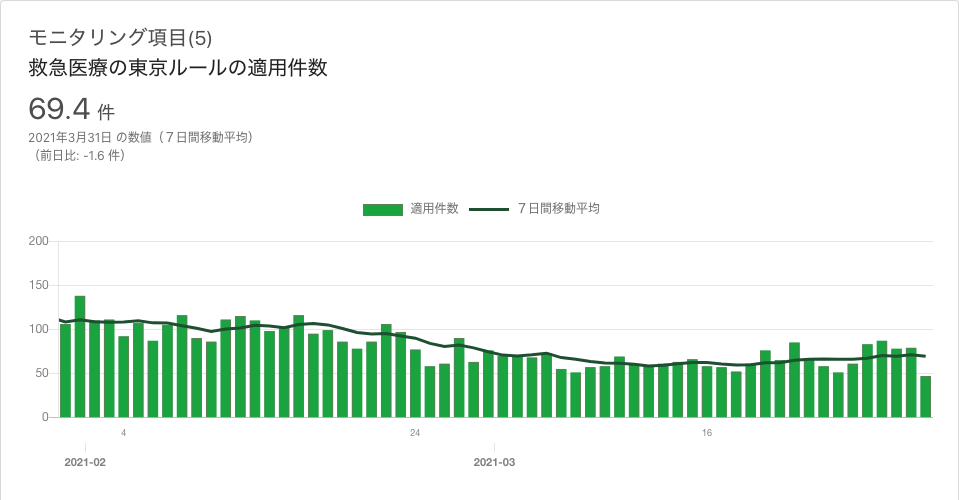 モニタリング項目(5)
救急医療の東京ルールの適用件数
69.4 件
2021年3月31日 の数値（７日間移動平均）
（前日比: -1.6 件）
適用件数 ７日間移動平均
200
150
100
50
0
4 24 16
2021-02 2021-03